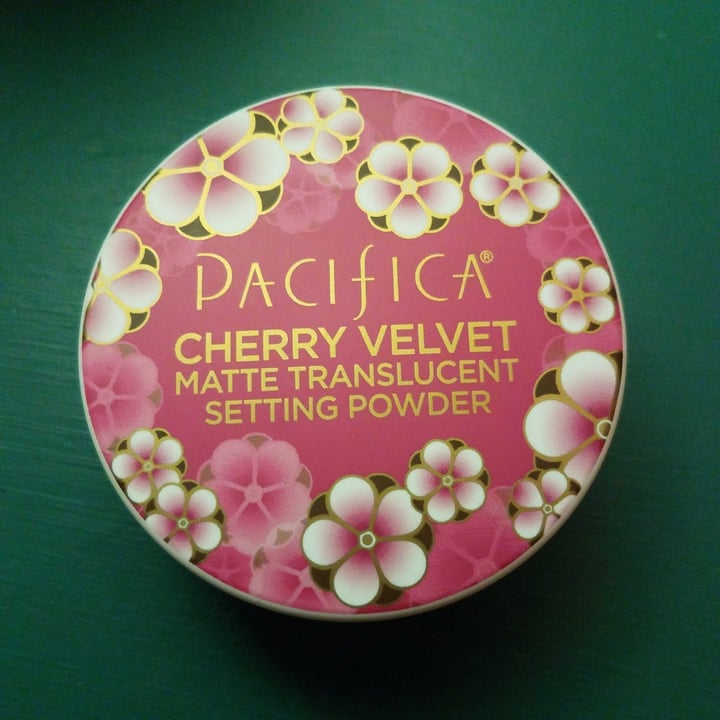 PACIFICA®
CHERRY VELVET
MATTE TRANSLUCENT
SETTING POWDER